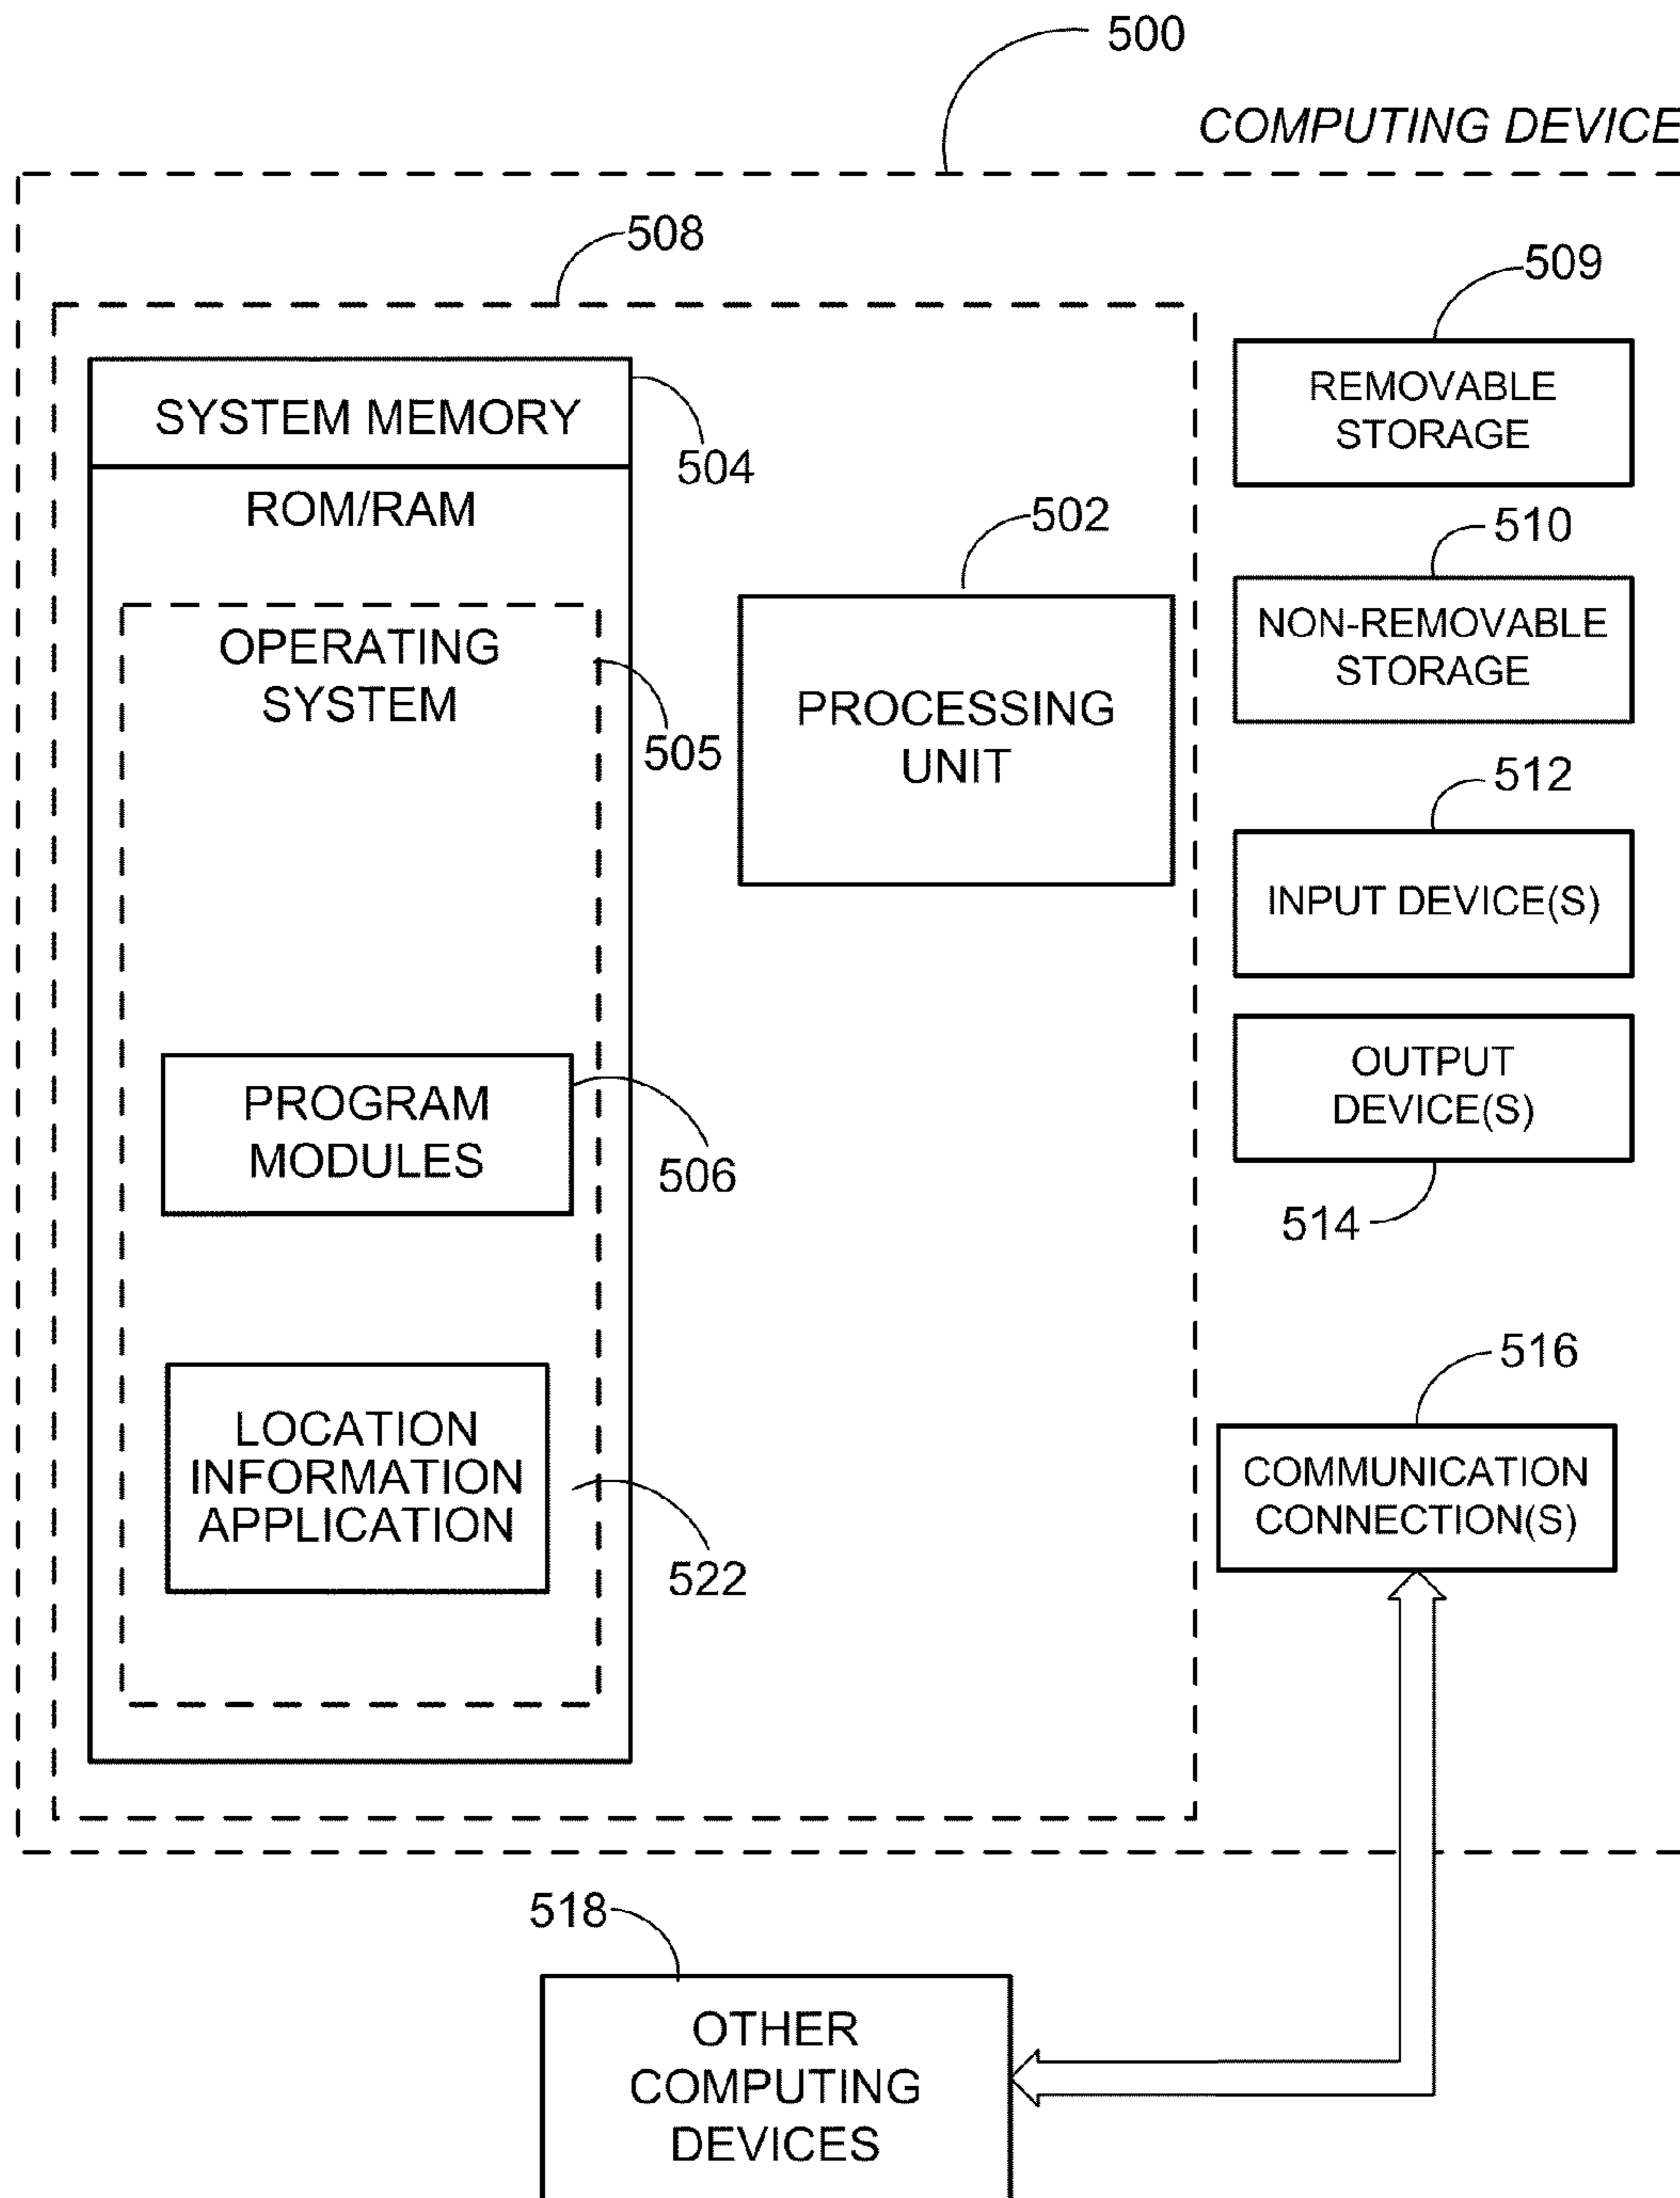 500
COMPUTING DEVICE
508
509
SYSTEM MEMORY
504
ROM/RAM
OPERATING
SYSTEM
505
PROGRAM
MODULES
506
LOCATION
INFORMATION
APPLICATION
522
502
PROCESSING
UNIT
REMOVABLE
STORAGE
510
NON-REMOVABLE
STORAGE
512
INPUT DEVICE(S)
OUTPUT
DEVICE(S)
514
516
COMMUNICATION
CONNECTION(S)
518
OTHER
COMPUTING
DEVICES